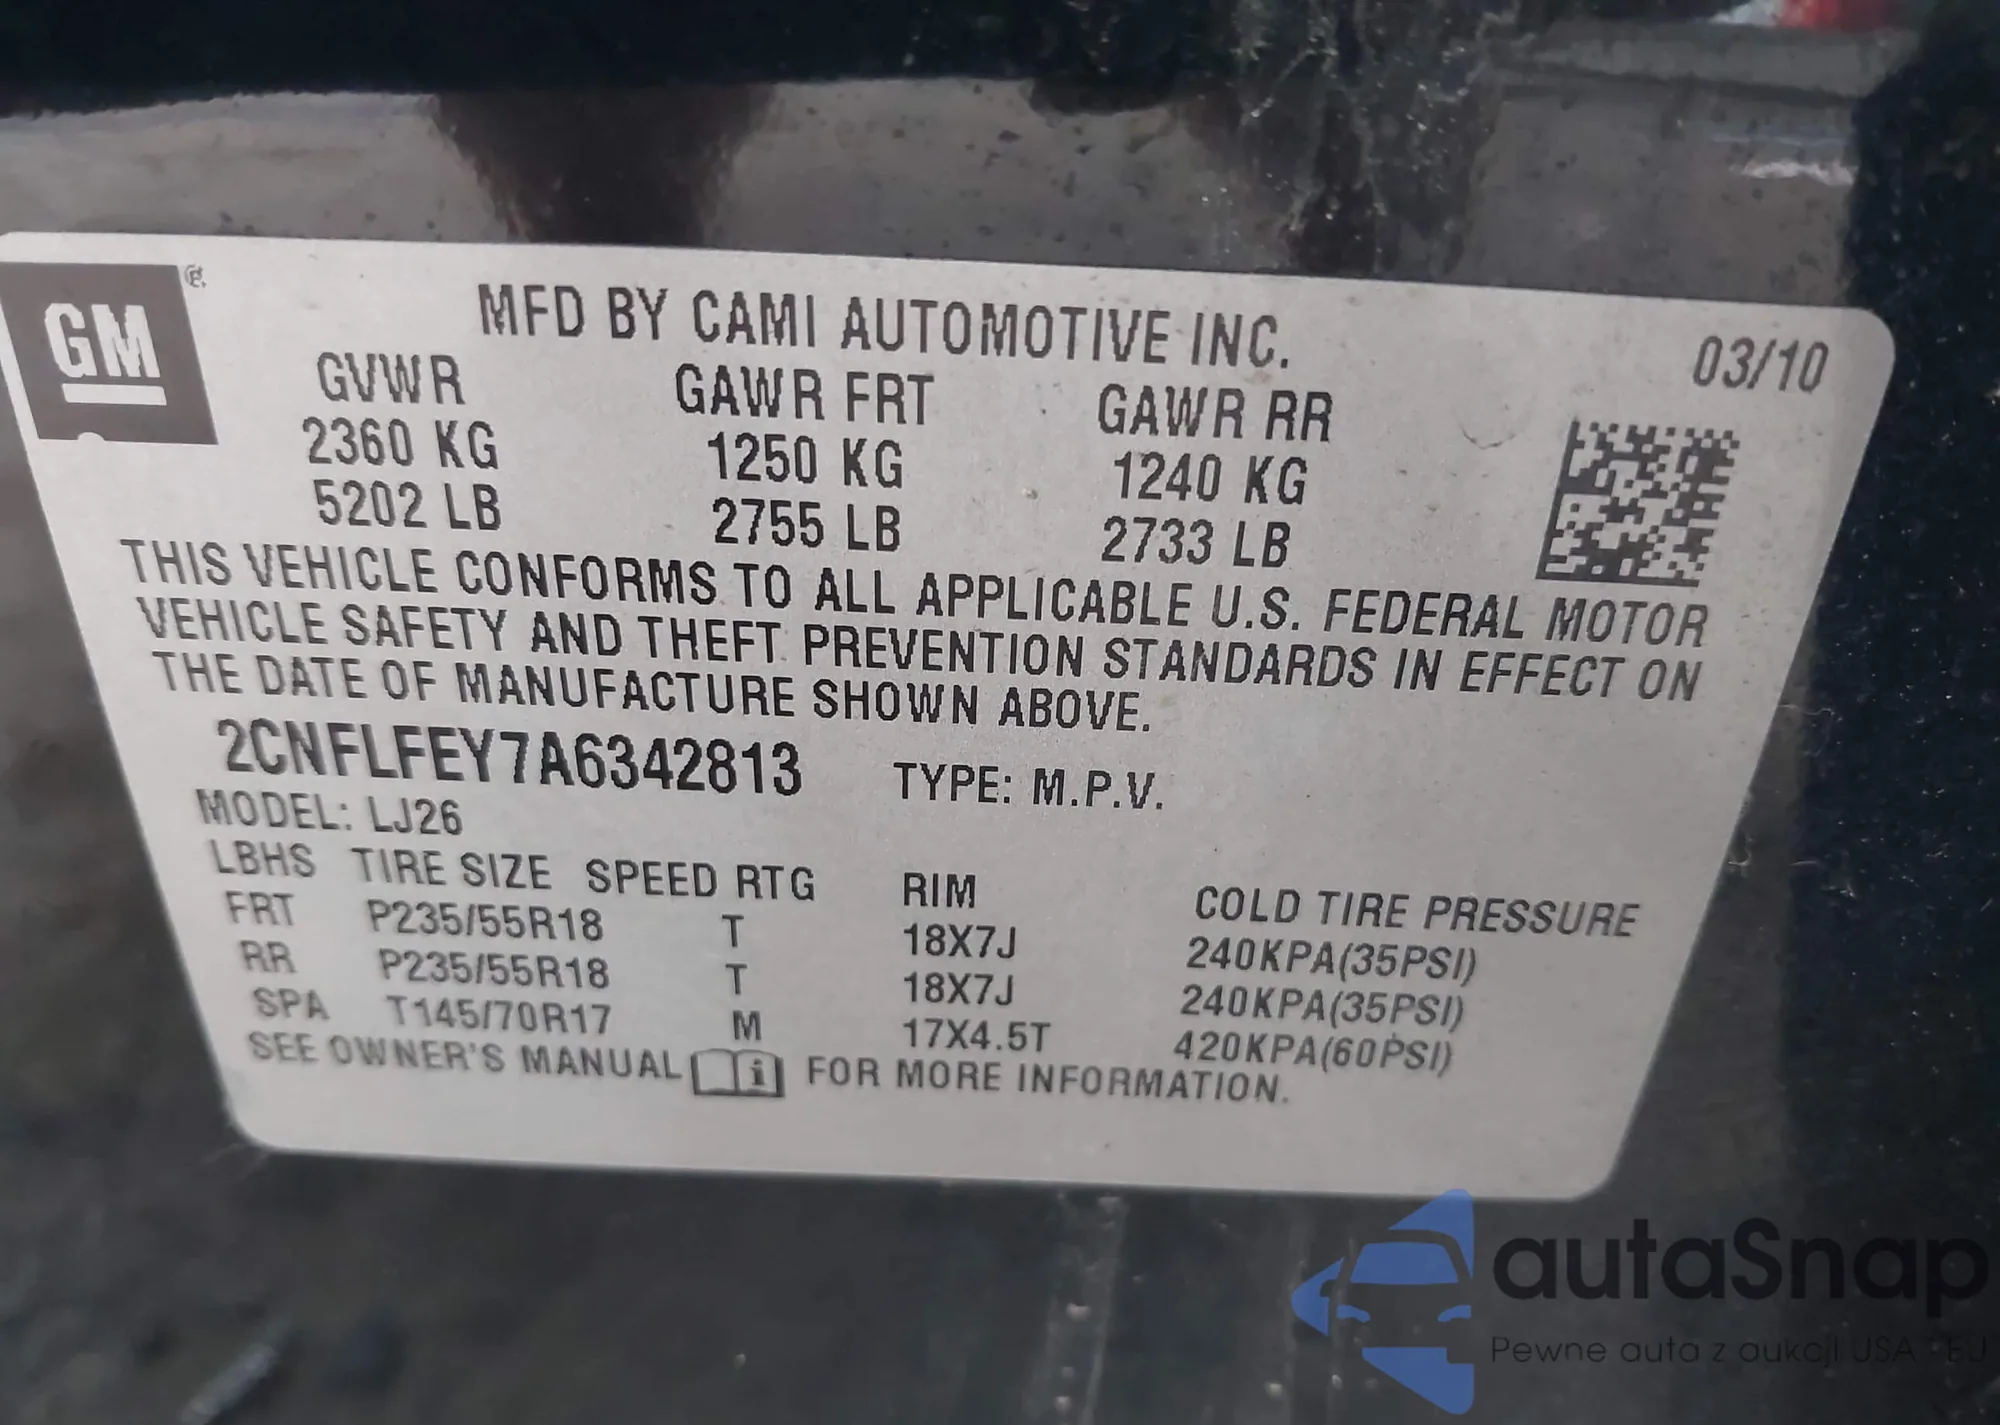 GM
MFD BY CAMI AUTOMOTIVE INC.
03/10
GVWR GAWR FRT GAWR RR
2360 KG 1250 KG 1240 KG
5202 LB 2755 LB 2733 LB
THIS VEHICLE CONFORMS TO ALL APPLICABLE U.S. FEDERAL MOTOR
VEHICLE SAFETY AND THEFT PREVENTION STANDARDS IN EFFECT ON
THE DATE OF MANUFACTURE SHOWN ABOVE.
2CNFLFEY7A6342813 TYPE: M.P.V.
MODEL: LJ26
LBHS TIRE SIZE SPEED RTG RIM COLD TIRE PRESSURE
FRT P235/55R18 T 18X7J 240KPA(35PSI)
RR P235/55R18 T 18X7J 240KPA(35PSI)
SPA T145/70R17 M 17X4.5T 420KPA(60PSI)
SEE OWNER'S MANUAL i FOR MORE INFORMATION.
autaSnap
Pewne auta z aukcji USA - EU